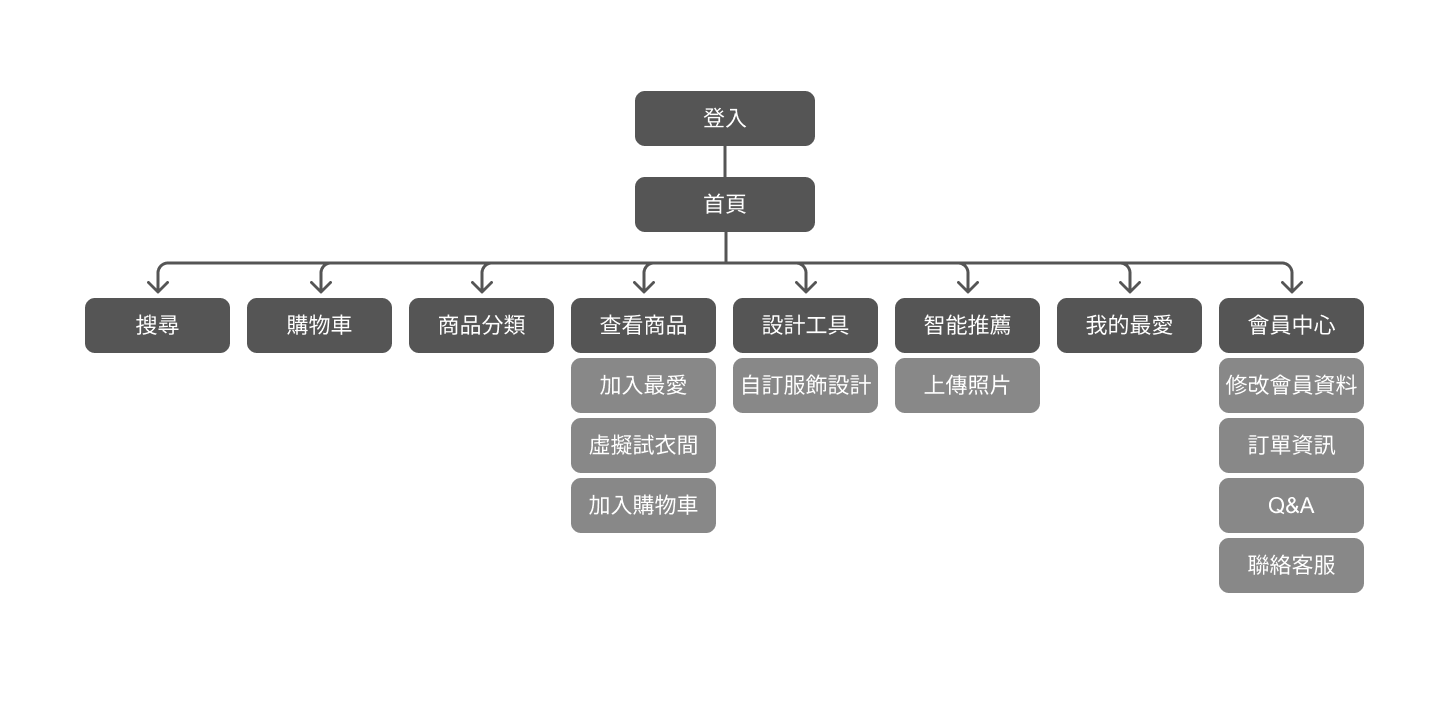 登入
首頁
搜尋
購物車
商品分類
查看商品
設計工具
智能推薦
我的最愛
會員中心
加入最愛
自訂服飾設計
上傳照片
修改會員資料
虛擬試衣間
訂單資訊
加入購物車
Q&A
聯絡客服